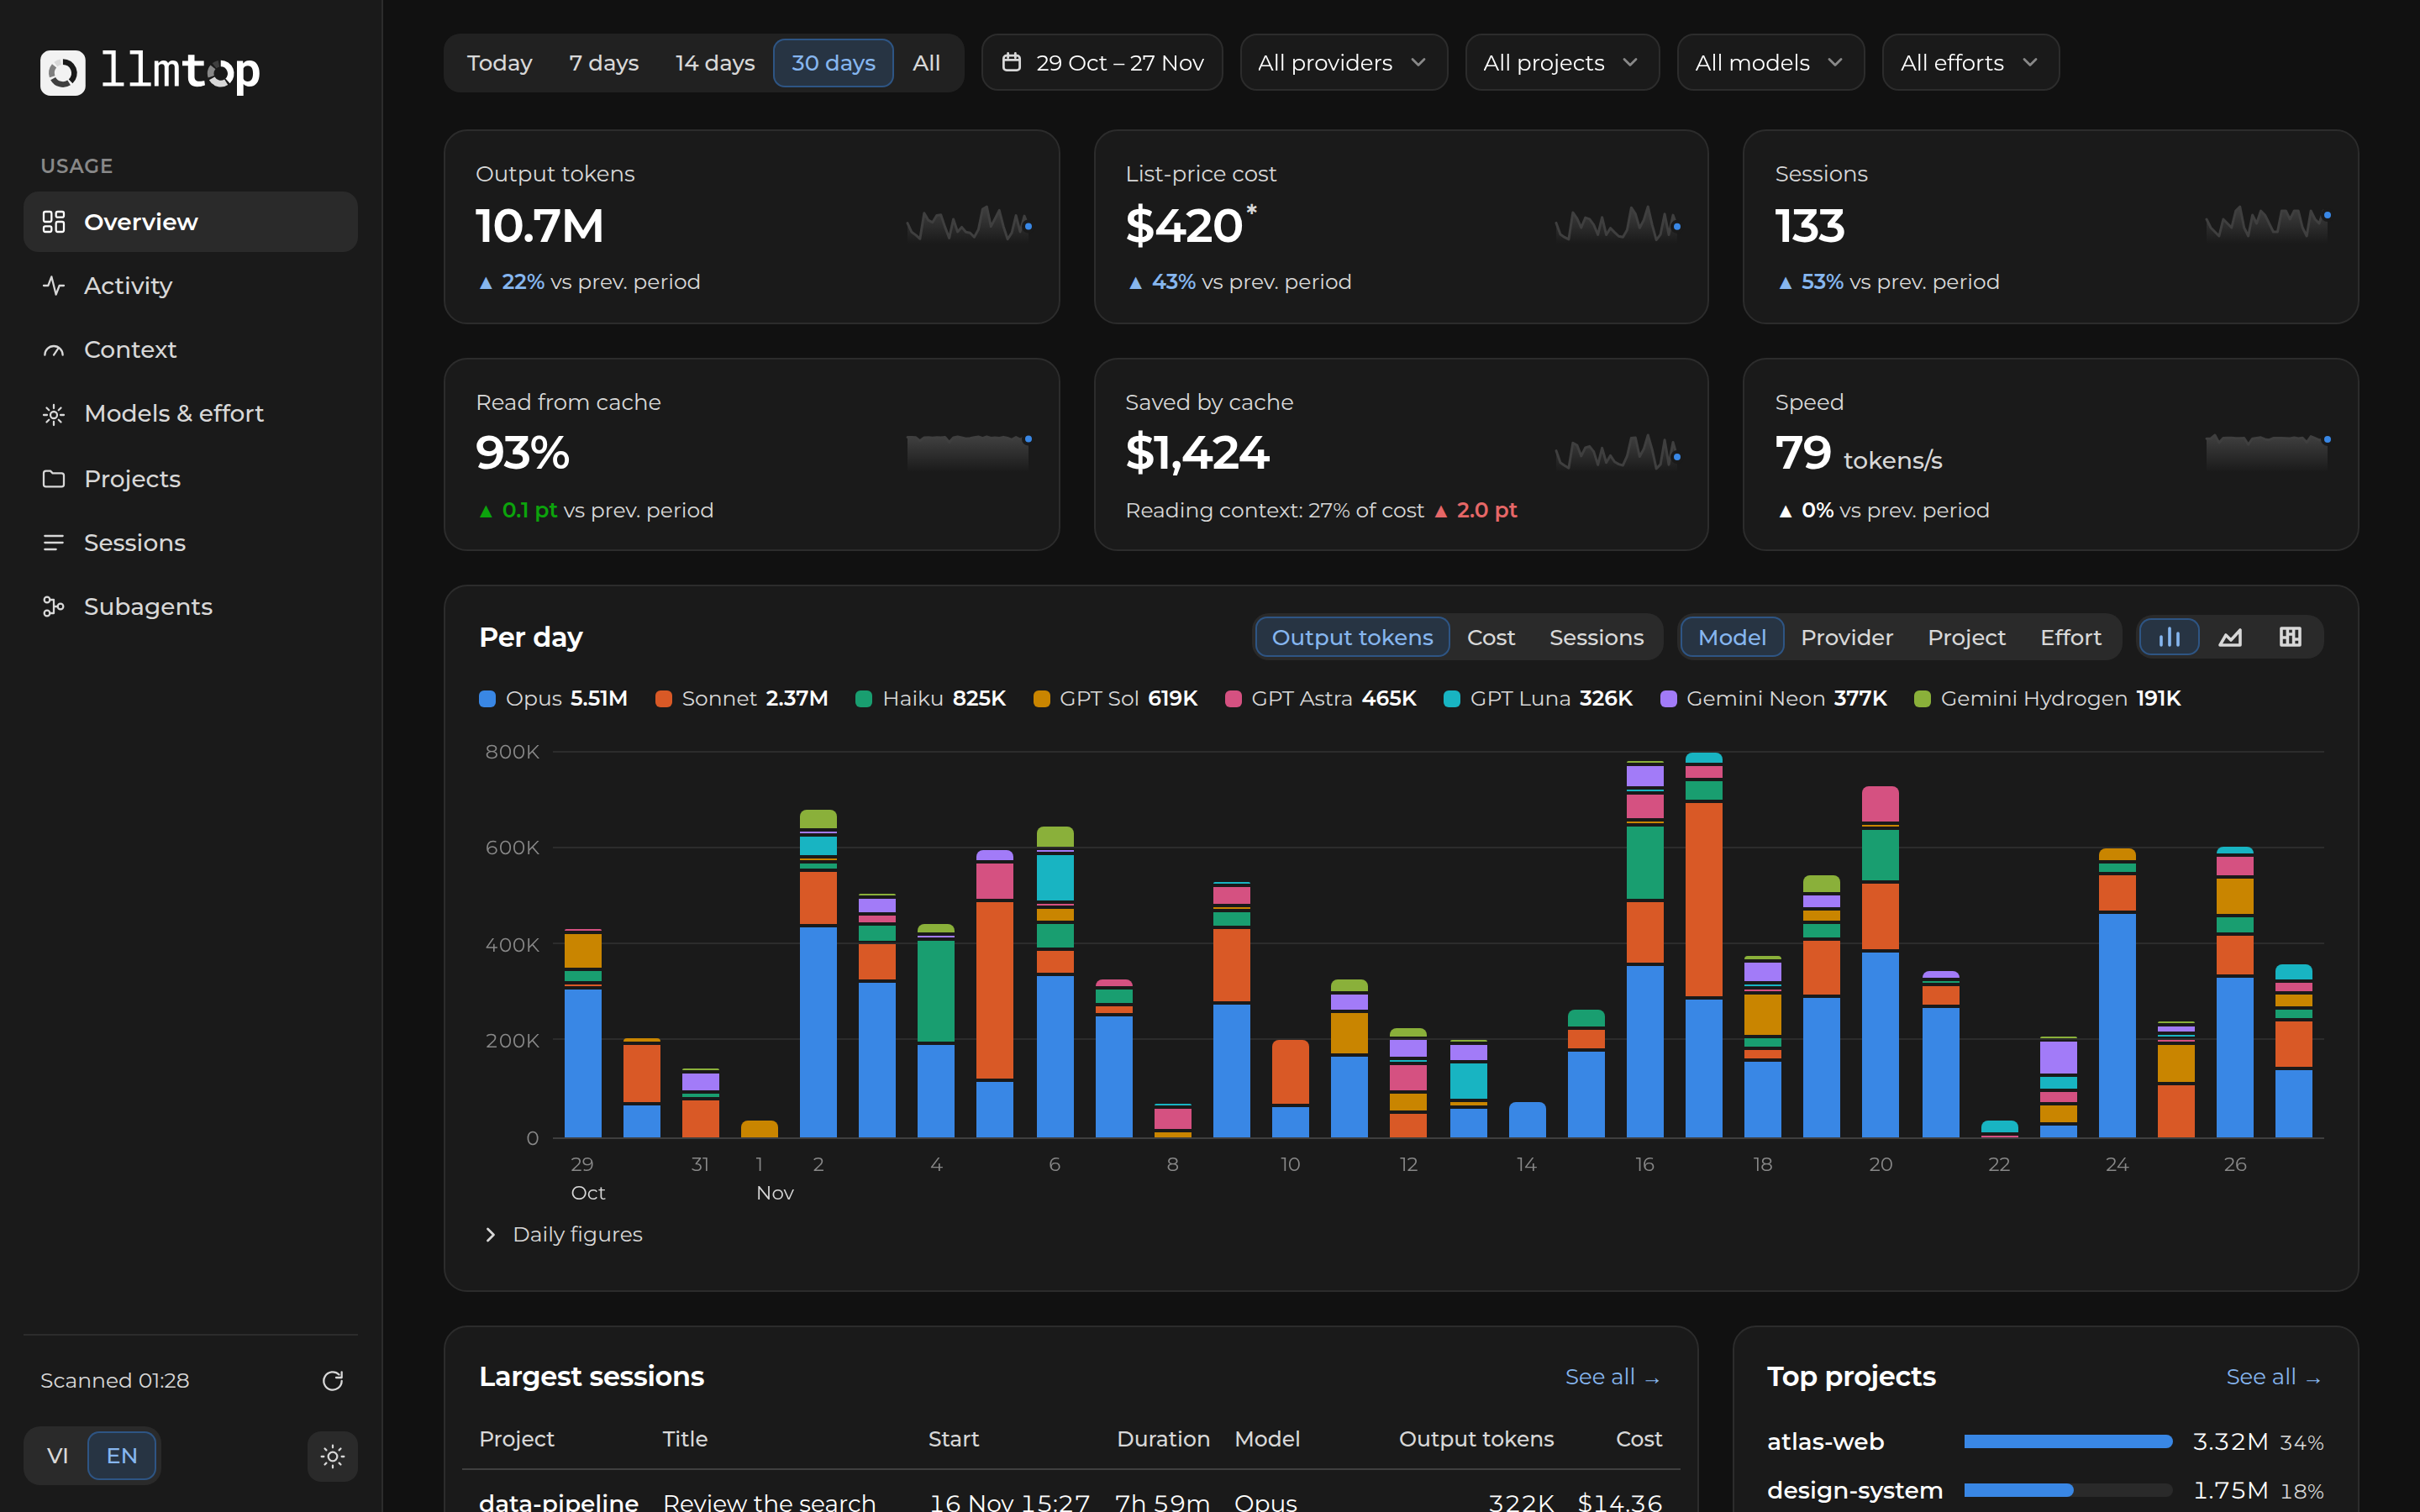 llmtop
Today 7 days 14 days 30 days All 29 Oct – 27 Nov All providers All projects All models All efforts
USAGE
Overview
Activity
Context
Models & effort
Projects
Sessions
Subagents
Output tokens
10.7M
▲ 22% vs prev. period
List-price cost
$420*
▲ 43% vs prev. period
Sessions
133
▲ 53% vs prev. period
Read from cache
93%
▲ 0.1 pt vs prev. period
Saved by cache
$1,424
Reading context: 27% of cost ▲ 2.0 pt
Speed
79 tokens/s
▲ 0% vs prev. period
Per day
Output tokens Cost Sessions Model Provider Project Effort
Opus 5.51M Sonnet 2.37M Haiku 825K GPT Sol 619K GPT Astra 465K GPT Luna 326K Gemini Neon 377K Gemini Hydrogen 191K
800K
600K
400K
200K
0
29 31 1 2 4 6 8 10 12 14 16 18 20 22 24 26
Oct Nov
Daily figures
Largest sessions See all →
Project Title Start Duration Model Output tokens Cost
data-pipeline Review the search 16 Nov 15:27 7h 59m Opus 322K $14.36
Top projects See all →
atlas-web 3.32M 34%
design-system 1.75M 18%
Scanned 01:28
VI EN